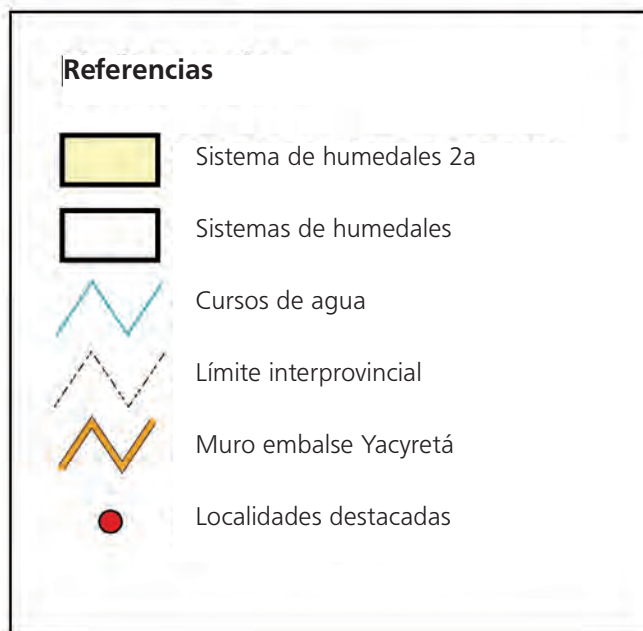 Referencias
Sistema de humedales 2a
Sistemas de humedales
Cursos de agua
Límite interprovincial
Muro embalse Yacyretá
Localidades destacadas